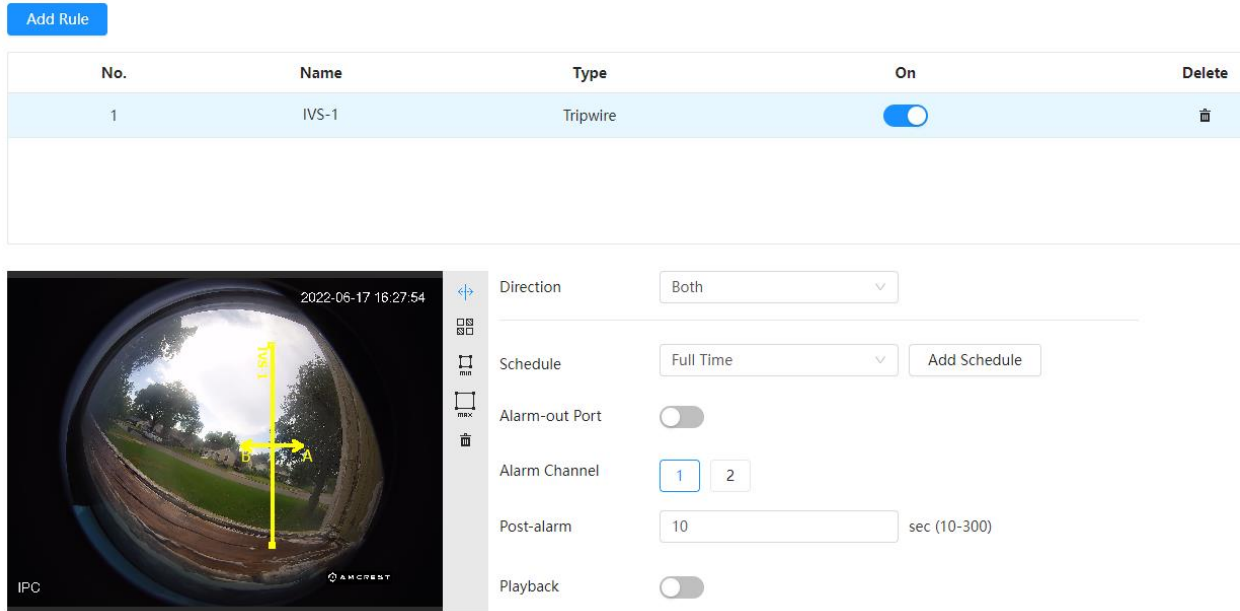 Add Rule
No. Name Type On Delete
1 IVS-1 Tripwire
2022-06-17 16:27:54
IVS-1
B A
IPC
AMCREST
min
max
Direction Both
Schedule Full Time Add Schedule
Alarm-out Port
Alarm Channel 1 2
Post-alarm 10 sec (10-300)
Playback